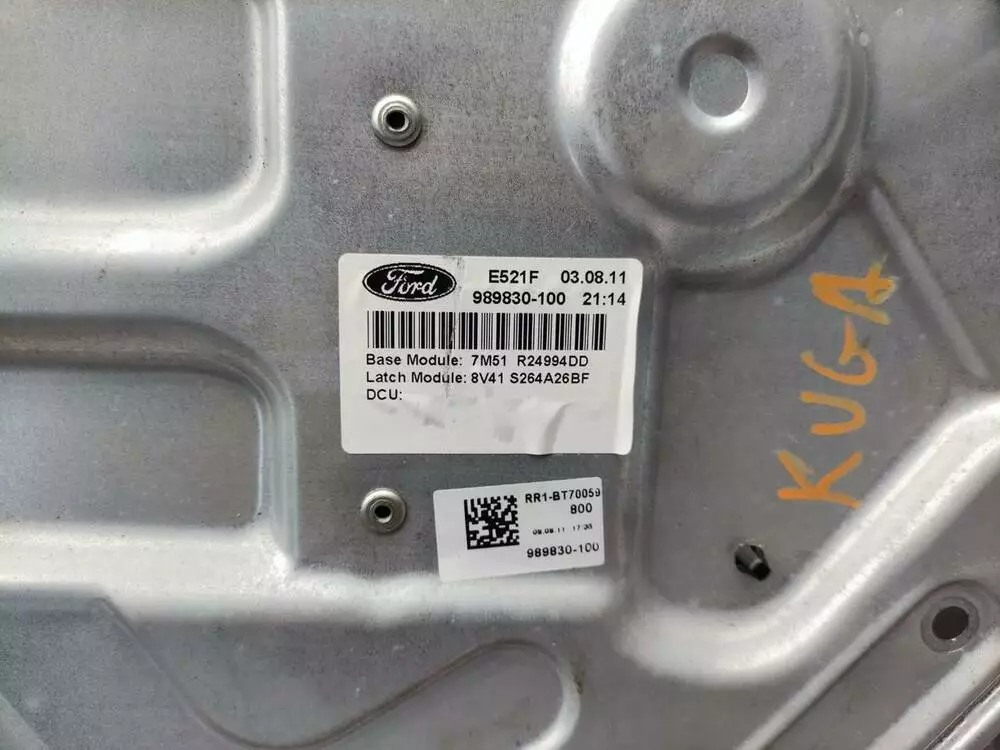 Ford
E521F 03.08.11
989830-100 21:14
Base Module: 7M51 R24994DD
Latch Module: 8V41 S264A26BF
DCU:
RR1-BT70059
800
989830-100
KUGA